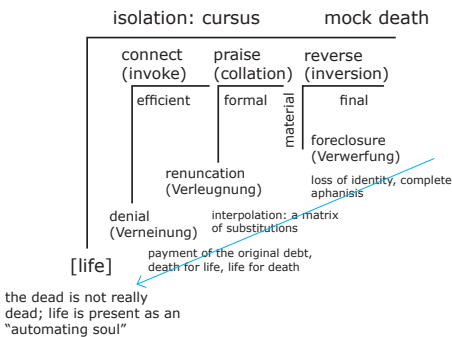 isolation: cursus
mock death
connect
(invoke)
praise
(collation)
reverse
(inversion)
efficient
formal
material
final
foreclosure
(Verwerfung)
renuncation
(Verleugnung)
loss of identity, complete
aphanisis
denial
(Verneinung)
interpolation: a matrix
of substitutions
payment of the original debt,
death for life, life for death
[life]
the dead is not really
dead; life is present as an
“automating soul”